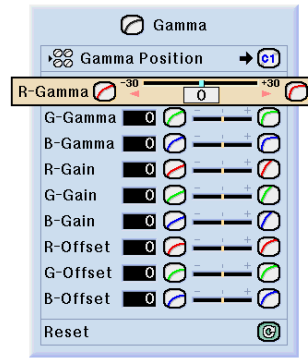 Gamma
Gamma Position C1
R-Gamma -30 0 +30
G-Gamma 0 - +
B-Gamma 0 - +
R-Gain 0 - +
G-Gain 0 - +
B-Gain 0 - +
R-Offset 0 - +
G-Offset 0 - +
B-Offset 0 - +
Reset